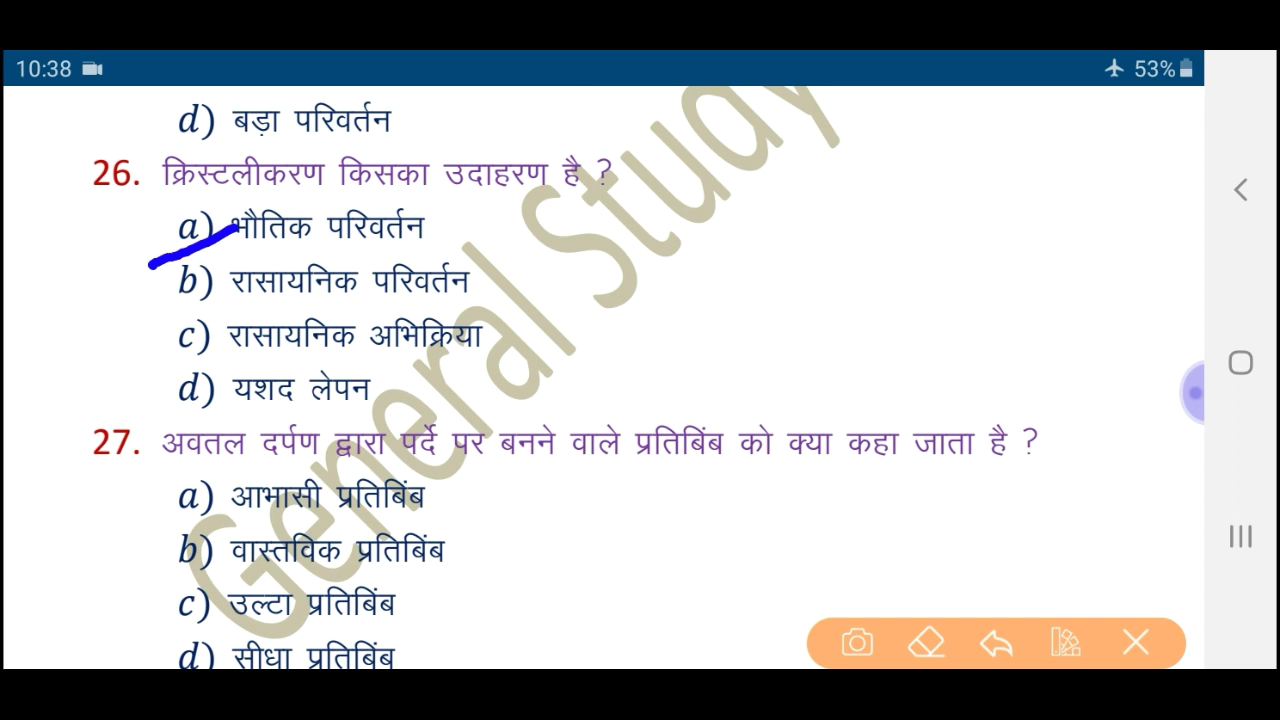 10:38 53%
d) बड़ा परिवर्तन
26. क्रिस्टलीकरण किसका उदाहरण है ?
a) भौतिक परिवर्तन
b) रासायनिक परिवर्तन
c) रासायनिक अभिक्रिया
d) यशद लेपन
27. अवतल दर्पण द्वारा पर्दे पर बनने वाले प्रतिबिंब को क्या कहा जाता है ?
a) आभासी प्रतिबिंब
b) वास्तविक प्रतिबिंब
c) उल्टा प्रतिबिंब
d) सीधा प्रतिबिंब
General Study